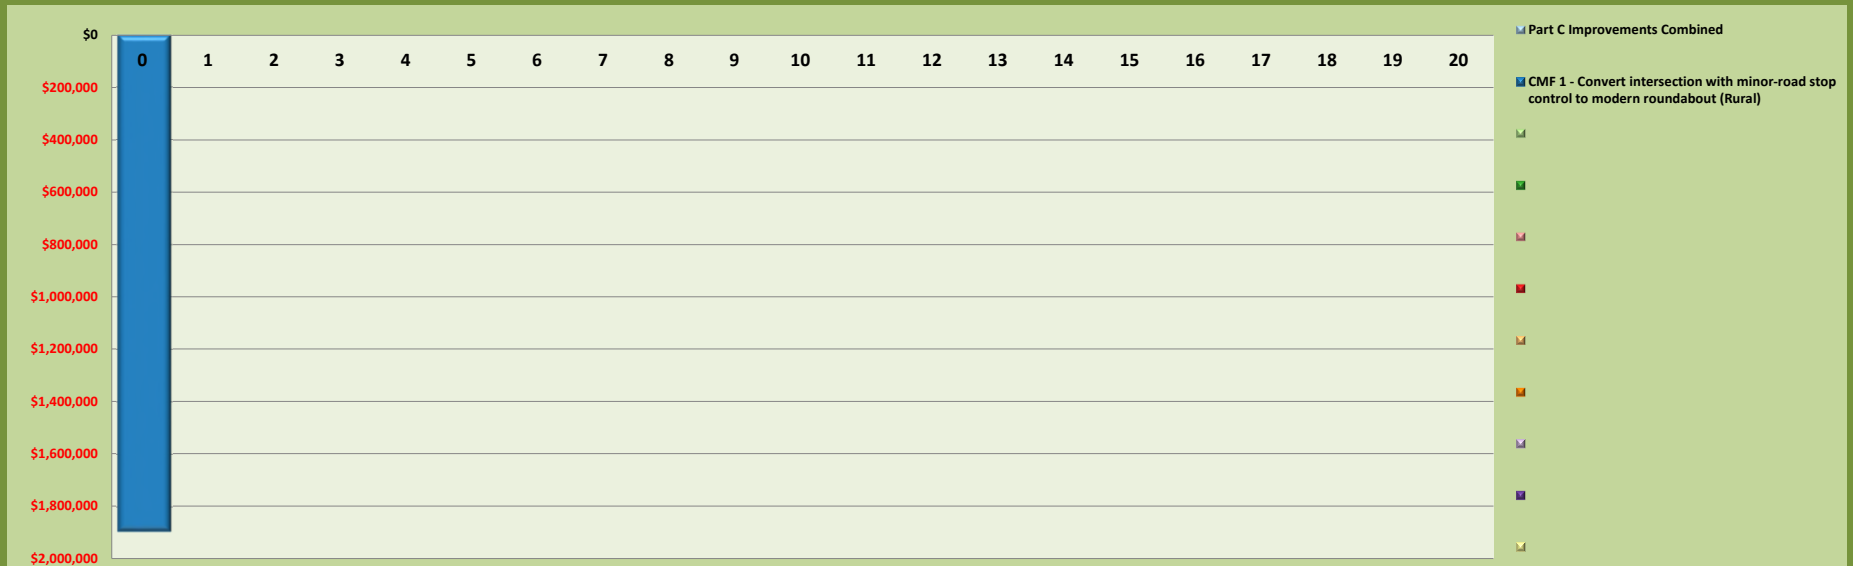 $0
0 1 2 3 4 5 6 7 8 9 10 11 12 13 14 15 16 17 18 19 20
$200,000
$400,000
$600,000
$800,000
$1,000,000
$1,200,000
$1,400,000
$1,600,000
$1,800,000
$2,000,000
Part C Improvements Combined
CMF 1 - Convert intersection with minor-road stop
control to modern roundabout (Rural)